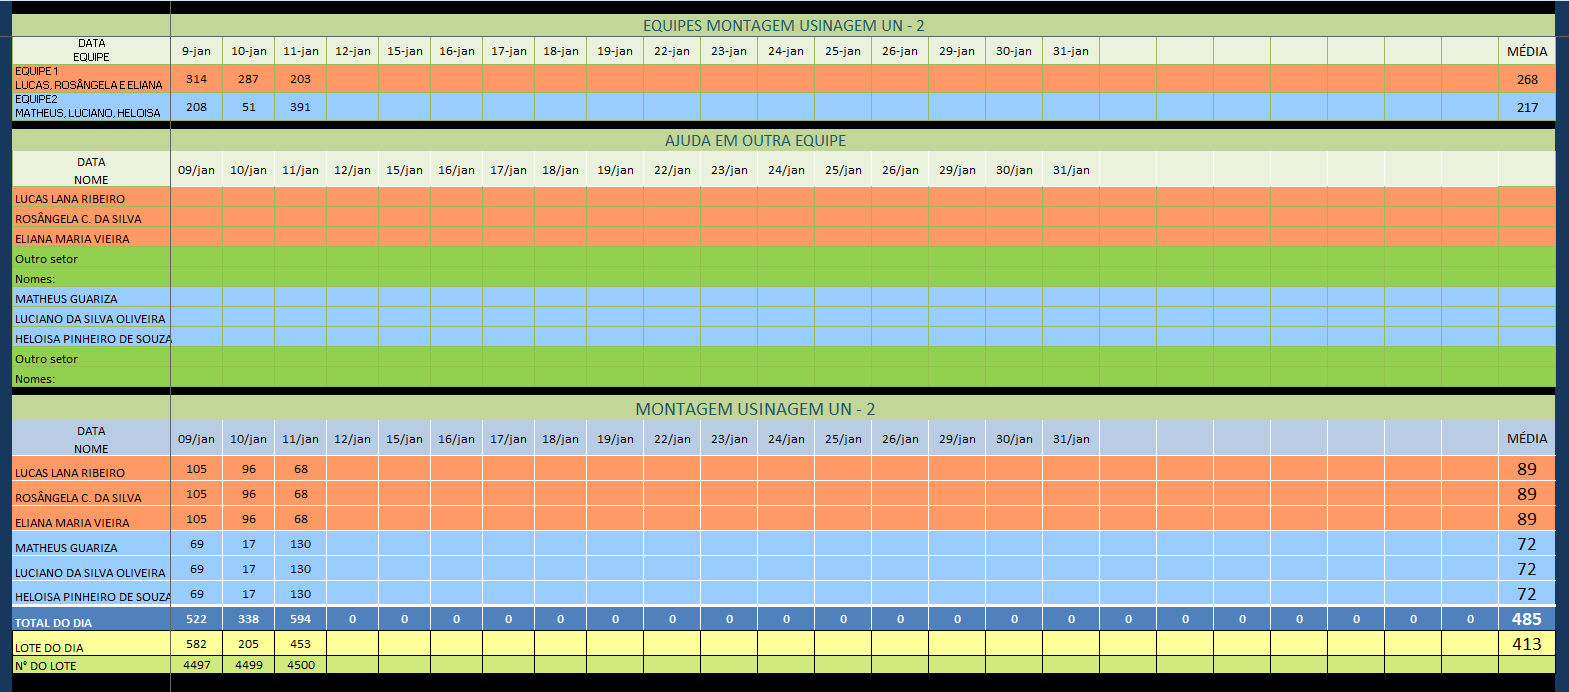 EQUIPES MONTAGEM USINAGEM UN - 2
DATA
EQUIPE 9-jan 10-jan 11-jan 12-jan 15-jan 16-jan 17-jan 18-jan 19-jan 22-jan 23-jan 24-jan 25-jan 26-jan 29-jan 30-jan 31-jan MÉDIA
EQUIPE 1
LUCAS, ROSÂNGELA E ELIANA 314 287 203 268
EQUIPE2
MATHEUS, LUCIANO, HELOISA 208 51 391 217
AJUDA EM OUTRA EQUIPE
DATA
NOME 09/jan 10/jan 11/jan 12/jan 15/jan 16/jan 17/jan 18/jan 19/jan 22/jan 23/jan 24/jan 25/jan 26/jan 29/jan 30/jan 31/jan
LUCAS LANA RIBEIRO
ROSÂNGELA C. DA SILVA
ELIANA MARIA VIEIRA
Outro setor
Nomes:
MATHEUS GUARIZA
LUCIANO DA SILVA OLIVEIRA
HELOISA PINHEIRO DE SOUZA
Outro setor
Nomes:
MONTAGEM USINAGEM UN - 2
DATA
NOME 09/jan 10/jan 11/jan 12/jan 15/jan 16/jan 17/jan 18/jan 19/jan 22/jan 23/jan 24/jan 25/jan 26/jan 29/jan 30/jan 31/jan MÉDIA
LUCAS LANA RIBEIRO 105 96 68 89
ROSÂNGELA C. DA SILVA 105 96 68 89
ELIANA MARIA VIEIRA 105 96 68 89
MATHEUS GUARIZA 69 17 130 72
LUCIANO DA SILVA OLIVEIRA 69 17 130 72
HELOISA PINHEIRO DE SOUZA 69 17 130 72
TOTAL DO DIA 522 338 594 0 0 0 0 0 0 0 0 0 0 0 0 0 0 0 0 0 0 0 0 0 485
LOTE DO DIA 582 205 453 413
N° DO LOTE 4497 4499 4500